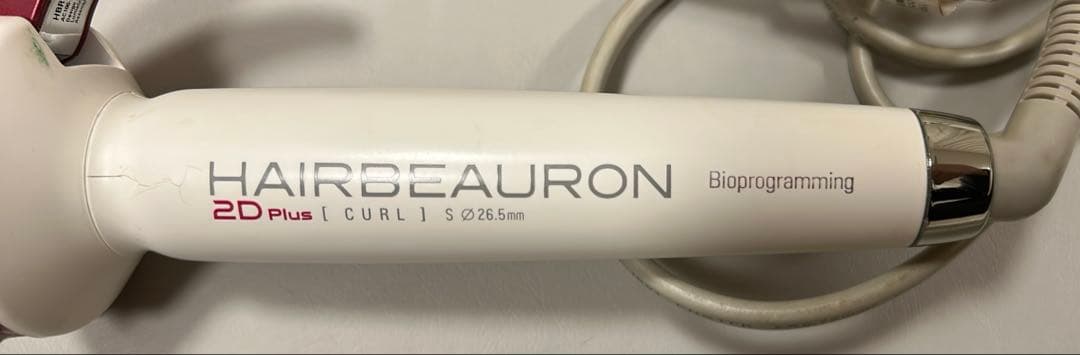 HAIRBEAURON
2D Plus [ CURL ] S Ø26.5mm
Bioprogramming